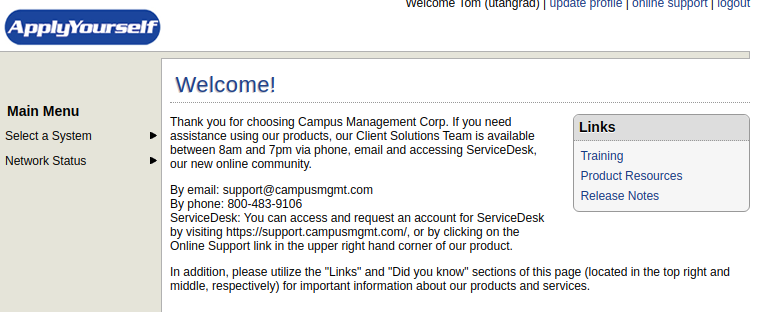 Welcome Tom (utangrad) | update profile | online support | logout
ApplyYourself
Welcome!
Main Menu
Select a System
Network Status
Thank you for choosing Campus Management Corp. If you need
assistance using our products, our Client Solutions Team is available
between 8am and 7pm via phone, email and accessing ServiceDesk,
our new online community.
By email: support@campusmgmt.com
By phone: 800-483-9106
ServiceDesk: You can access and request an account for ServiceDesk
by visiting https://support.campusmgmt.com/, or by clicking on the
Online Support link in the upper right hand corner of our product.
In addition, please utilize the "Links" and "Did you know" sections of this page (located in the top right and
middle, respectively) for important information about our products and services.
Links
Training
Product Resources
Release Notes